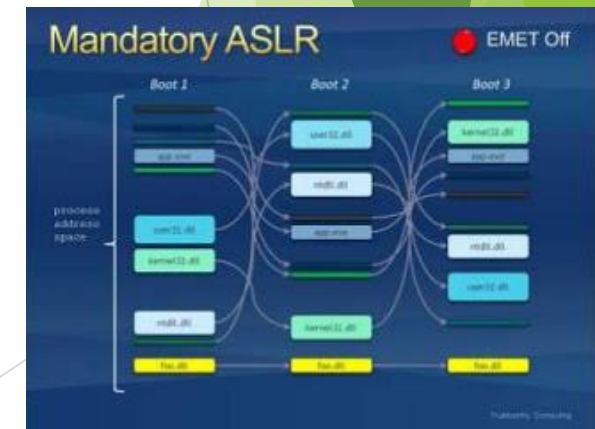 Mandatory ASLR
EMET Off
Boot 1
Boot 2
Boot 3
process
address
space
app.exe
user32.dll
kernel32.dll
ntdll.dll
foo.dll
user32.dll
ntdll.dll
app.exe
kernel32.dll
foo.dll
kernel32.dll
app.exe
ntdll.dll
user32.dll
foo.dll
Trustworthy Computing